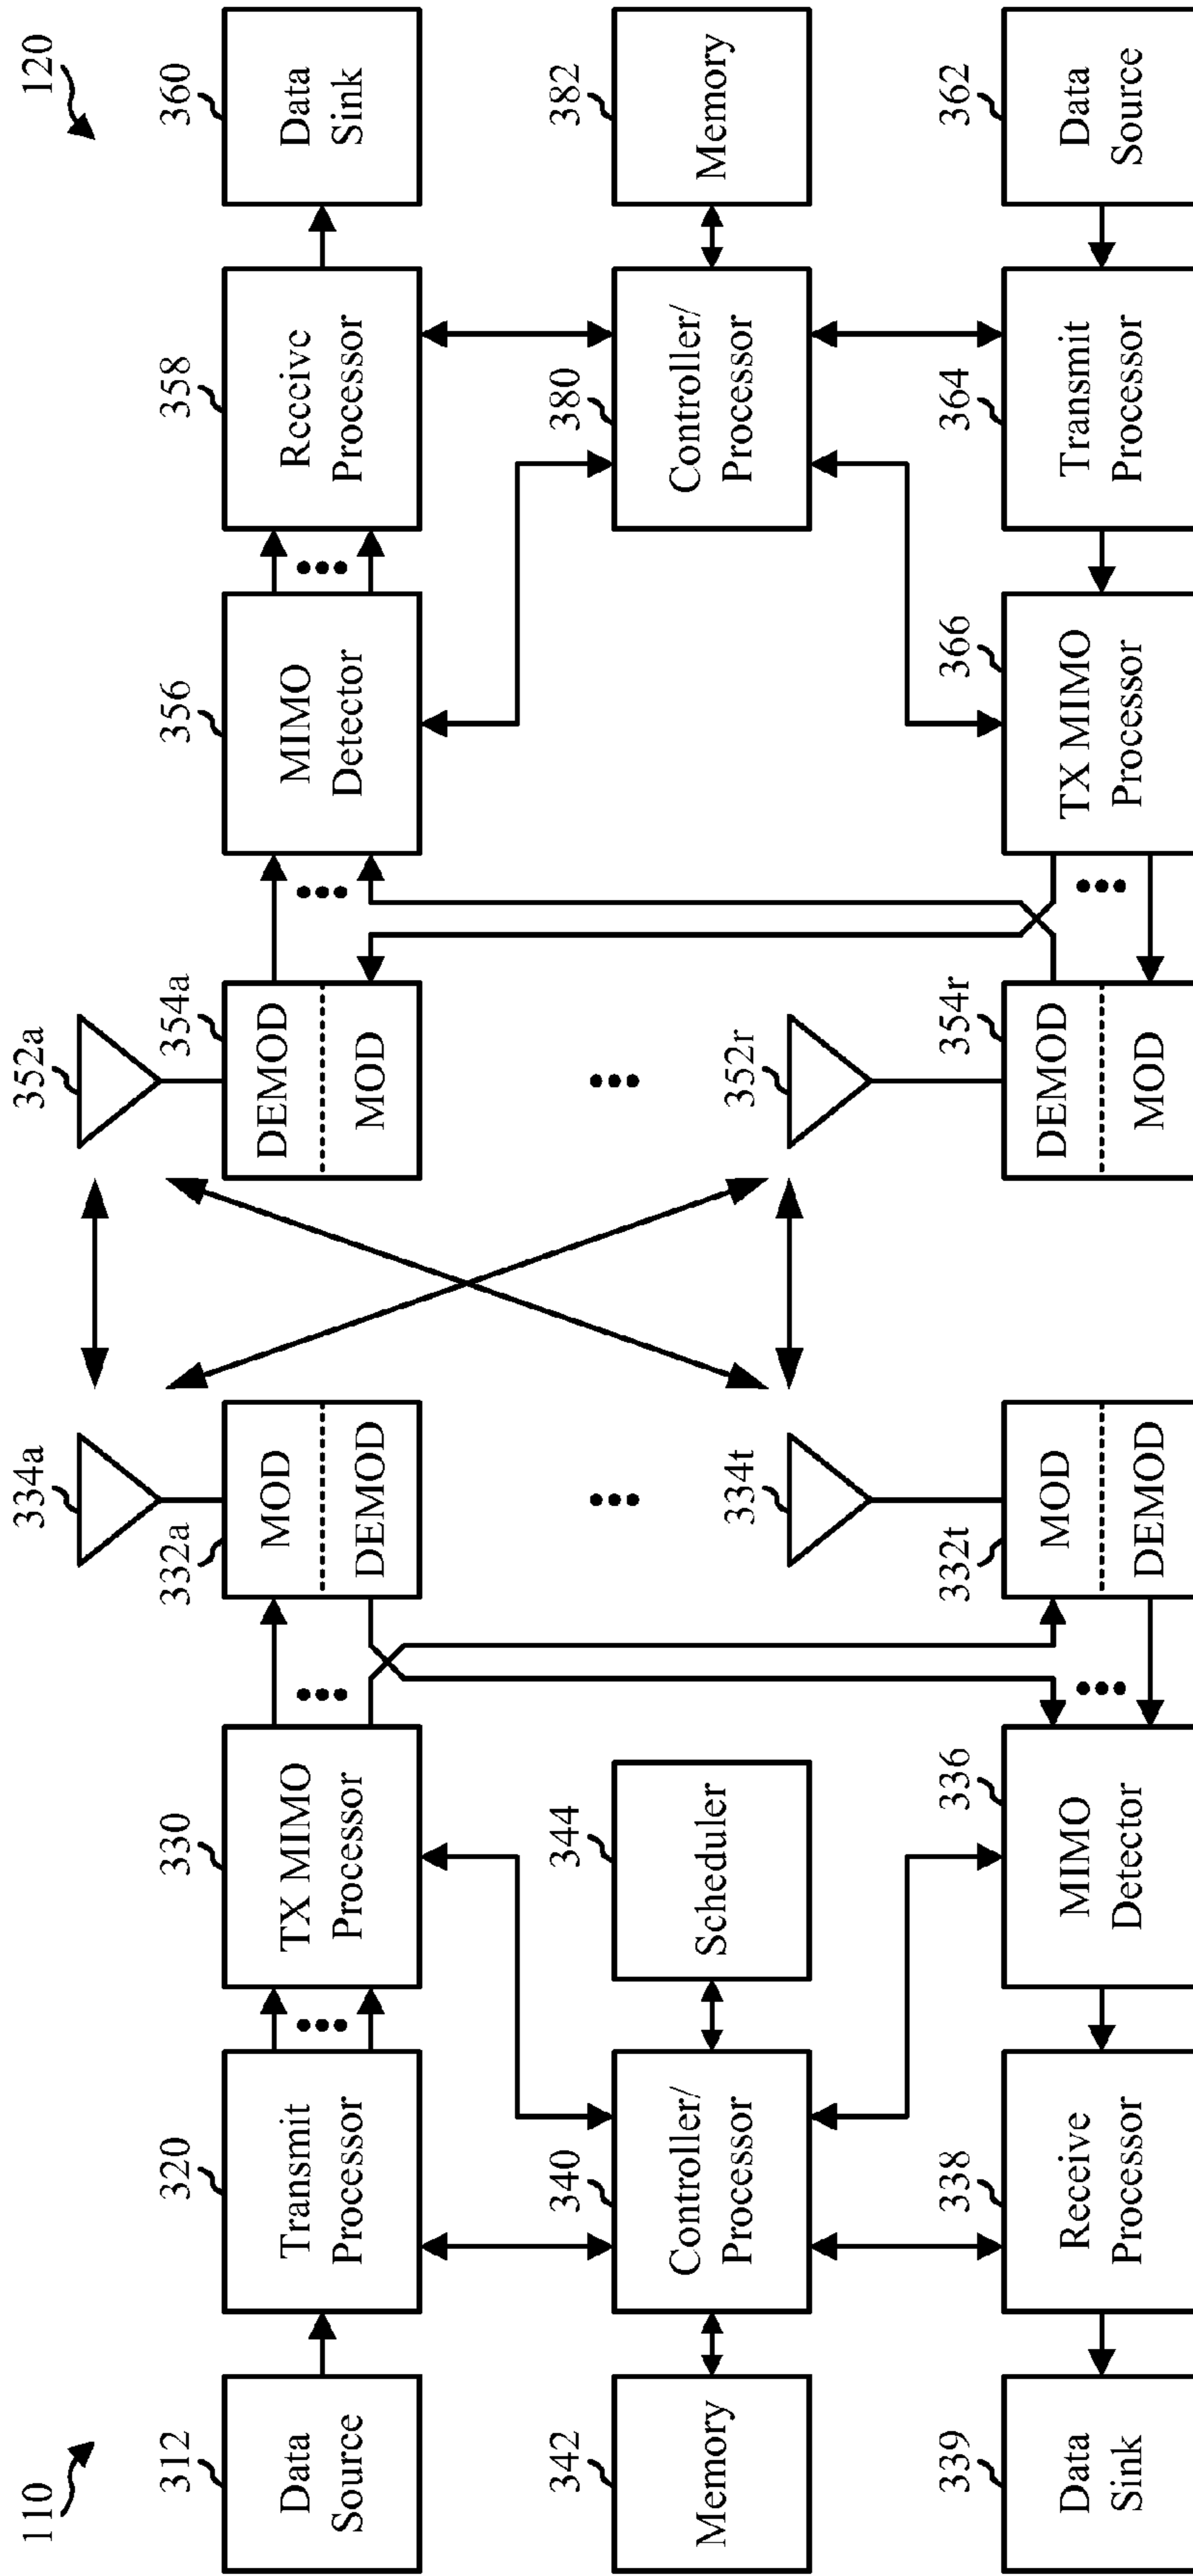 110
120
334a
352a
312
320
330
332a
354a
356
358
360
Data
Source
Transmit
Processor
TX MIMO
Processor
MOD
DEMOD
DEMOD
MOD
MIMO
Detector
Receive
Processor
Data
Sink
342
340
344
380
382
Memory
Controller/
Processor
Scheduler
Controller/
Processor
Memory
334t
352r
339
338
336
332t
354r
366
364
362
Data
Sink
Receive
Processor
MIMO
Detector
MOD
DEMOD
DEMOD
MOD
TX MIMO
Processor
Transmit
Processor
Data
Source